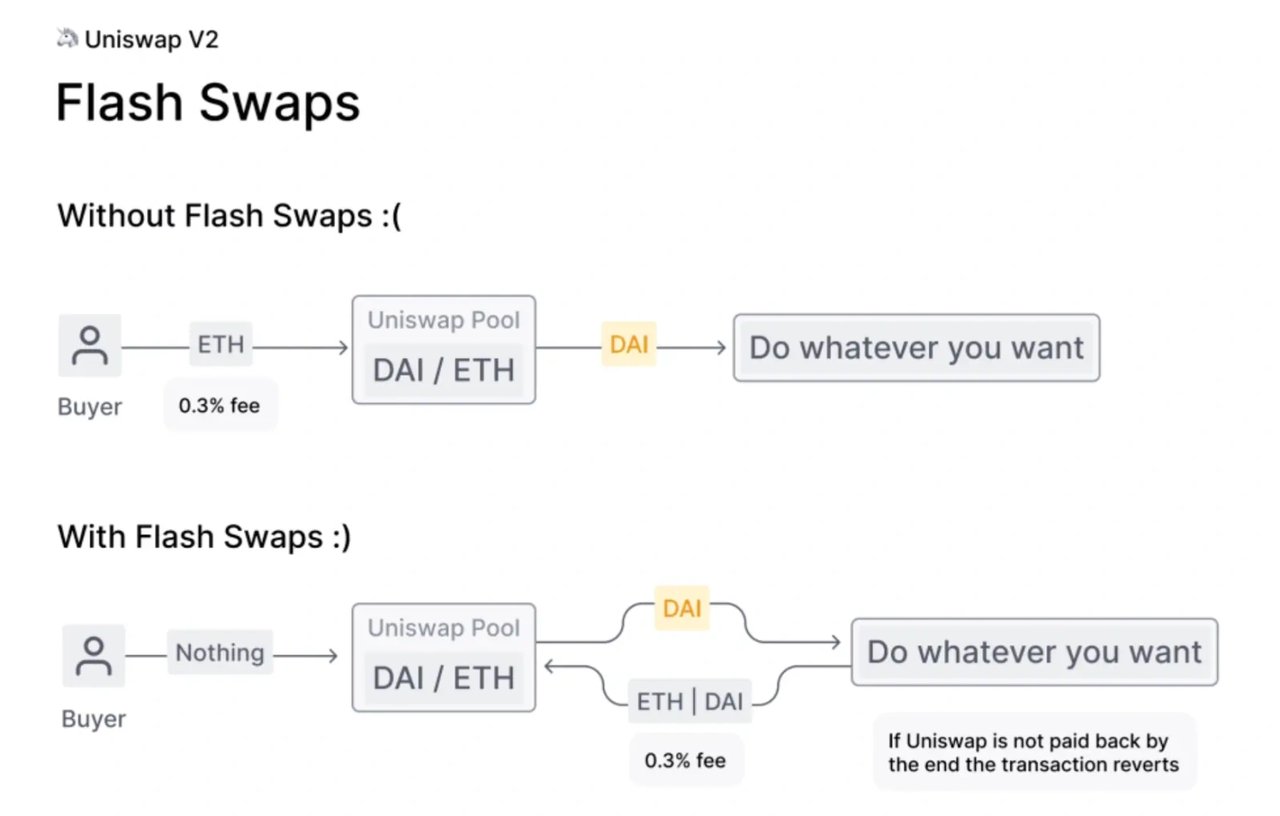 Uniswap V2
Flash Swaps
Without Flash Swaps :(
Buyer
ETH
0.3% fee
Uniswap Pool
DAI / ETH
DAI
Do whatever you want
With Flash Swaps :)
Buyer
Nothing
Uniswap Pool
DAI / ETH
DAI
ETH | DAI
0.3% fee
Do whatever you want
If Uniswap is not paid back by
the end the transaction reverts